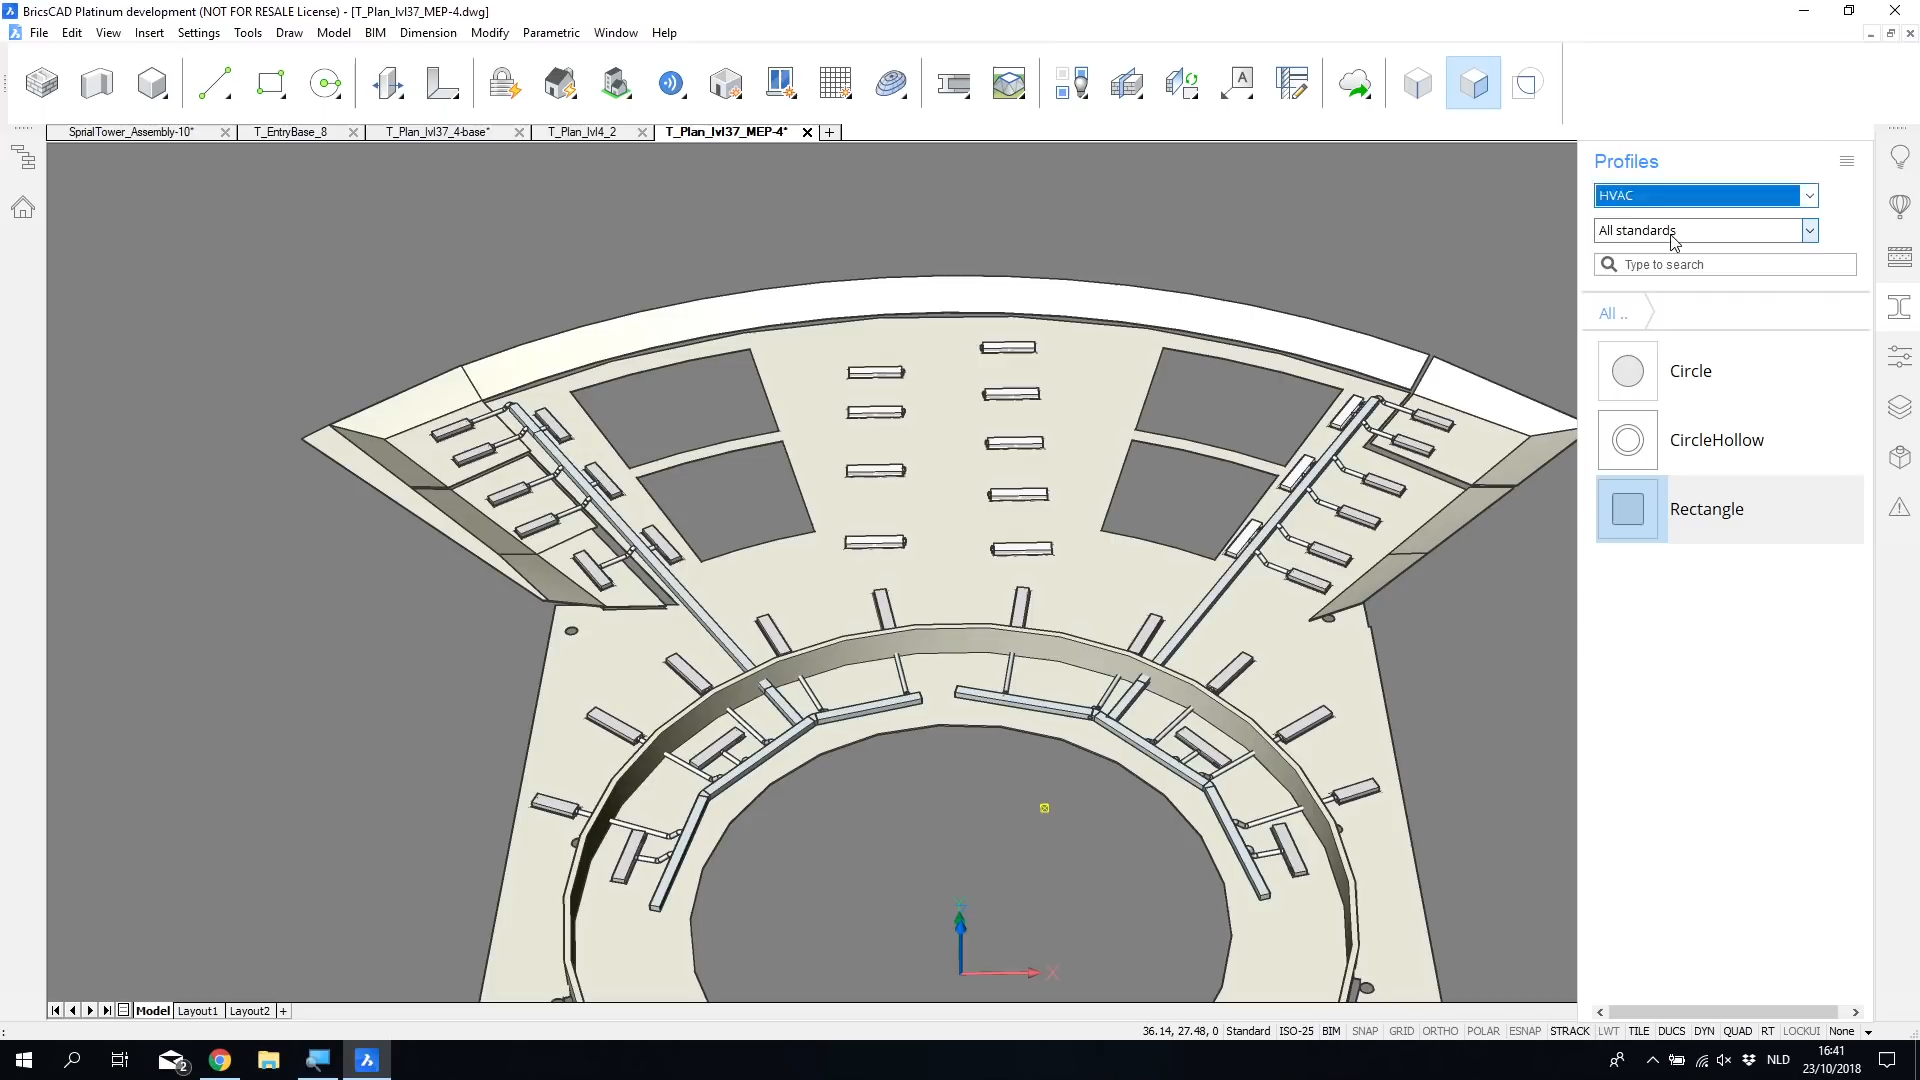 BricsCAD Platinum development (NOT FOR RESALE License) - [T_Plan_lvl37_MEP-4.dwg]
File Edit View Insert Settings Tools Draw Model BIM Dimension Modify Parametric Window Help
A
SprialTower_Assembly-10* T_EntryBase_8 T_Plan_lvl37_4-base* T_Plan_lvl4_2 T_Plan_lvl37_MEP-4*
Profiles
HVAC
All standards
Type to search
All ..
Circle
CircleHollow
Rectangle
X
Model Layout1 Layout2
:
36.14, 27.48, 0 Standard ISO-25 BIM SNAP GRID ORTHO POLAR ESNAP STRACK LWT TILE DUCS DYN QUAD RT LOCKUI None
2
NLD
16:41
23/10/2018